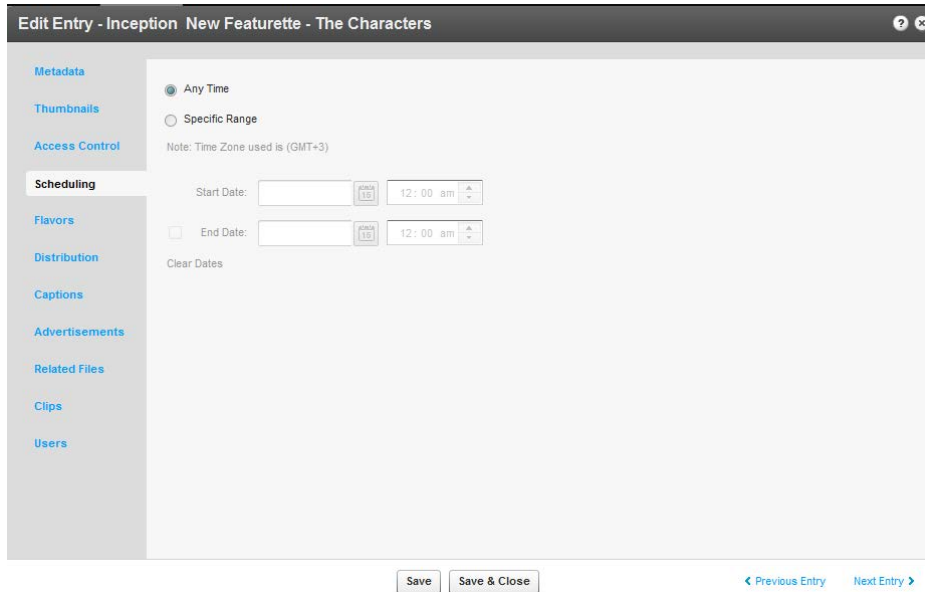 Edit Entry - Inception  New Featurette - The Characters
?
Metadata
Thumbnails
Access Control
Scheduling
Flavors
Distribution
Captions
Advertisements
Related Files
Clips
Users
Any Time
Specific Range
Note: Time Zone used is (GMT+3)
Start Date: 15 12: 00 am
End Date: 15 12: 00 am
Clear Dates
Save Save & Close Previous Entry Next Entry